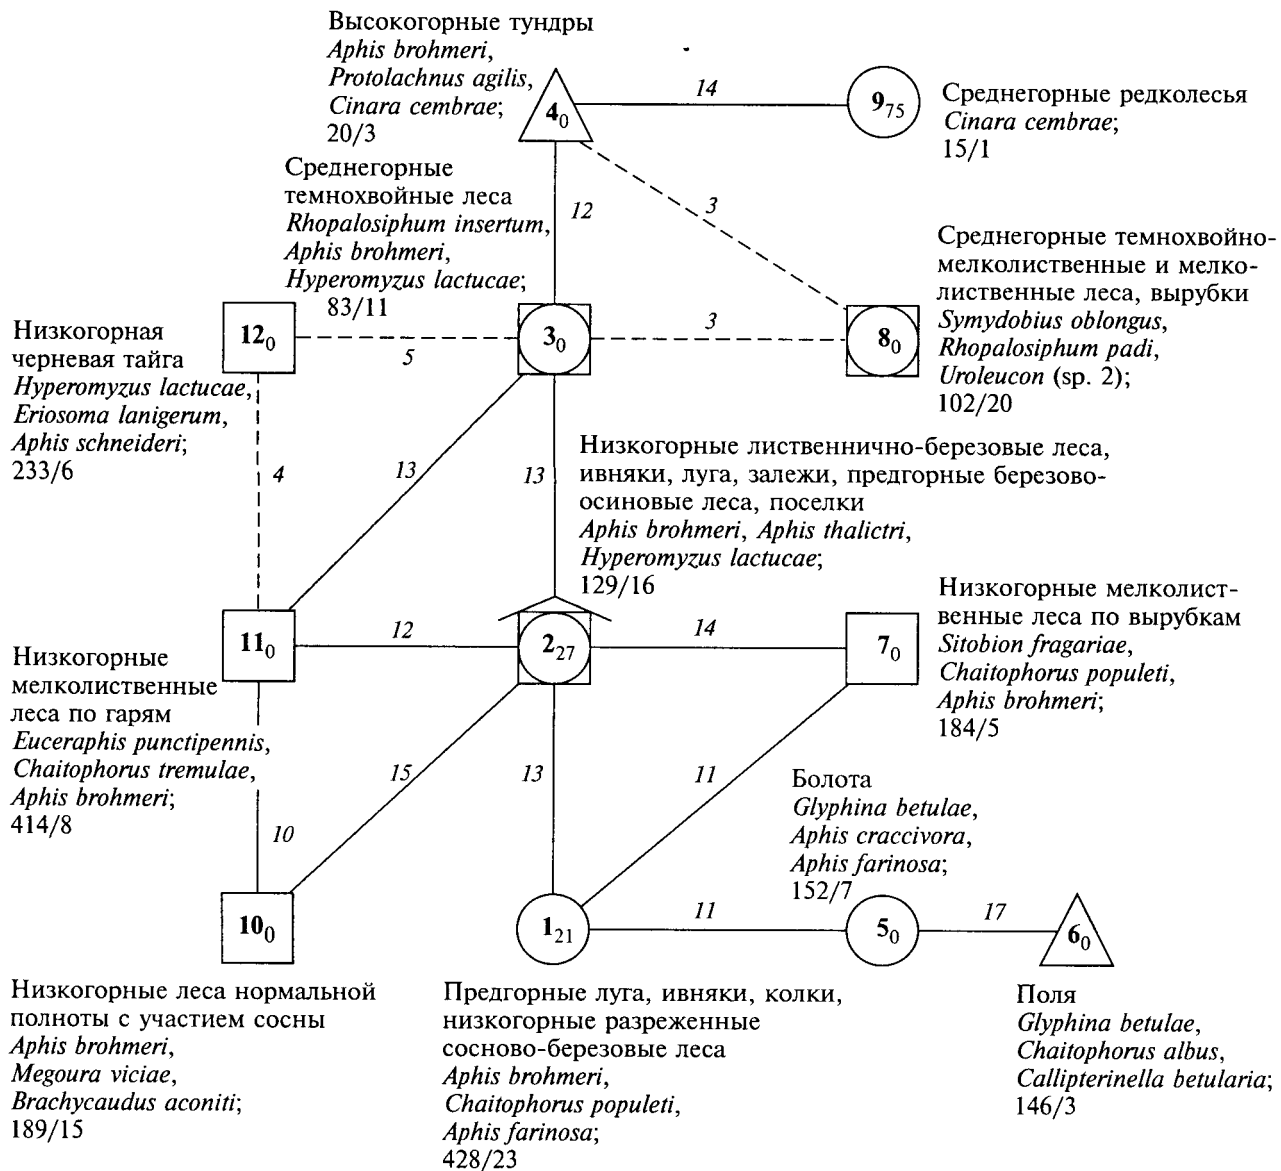 Высокогорные тундры
Aphis brohmeri,
Protolachnus agilis,
Cinara cembrae;
20/3
4₀
14
9₇₅
Среднегорные редколесья
Cinara cembrae;
15/1
Среднегорные
темнохвойные леса
Rhopalosiphum insertum,
Aphis brohmeri,
Hyperomyzus lactucae;
83/11
12
3
Среднегорные темнохвойно-
мелколиственные и мелко-
лиственные леса, вырубки
Symydobius oblongus,
Rhopalosiphum padi,
Uroleucon (sp. 2);
102/20
Низкогорная
черневая тайга
Hyperomyzus lactucae,
Eriosoma lanigerum,
Aphis schneideri;
233/6
12₀
5
3₀
3
8₀
4
13
13
Низкогорные лиственнично-березовые леса,
ивняки, луга, залежи, предгорные березово-
осиновые леса, поселки
Aphis brohmeri, Aphis thalictri,
Hyperomyzus lactucae;
129/16
11₀
12
2₂₇
14
7₀
Низкогорные мелколист-
венные леса по вырубкам
Sitobion fragariae,
Chaitophorus populeti,
Aphis brohmeri;
184/5
Низкогорные
мелколиственные
леса по гарям
Euceraphis punctipennis,
Chaitophorus tremulae,
Aphis brohmeri;
414/8
10
15
13
11
Болота
Glyphina betulae,
Aphis craccivora,
Aphis farinosa;
152/7
10₀
1₂₁
11
5₀
17
6₀
Низкогорные леса нормальной
полноты с участием сосны
Aphis brohmeri,
Megoura viciae,
Brachycaudus aconiti;
189/15
Предгорные луга, ивняки, колки,
низкогорные разреженные
сосново-березовые леса
Aphis brohmeri,
Chaitophorus populeti,
Aphis farinosa;
428/23
Поля
Glyphina betulae,
Chaitophorus albus,
Callipterinella betularia;
146/3